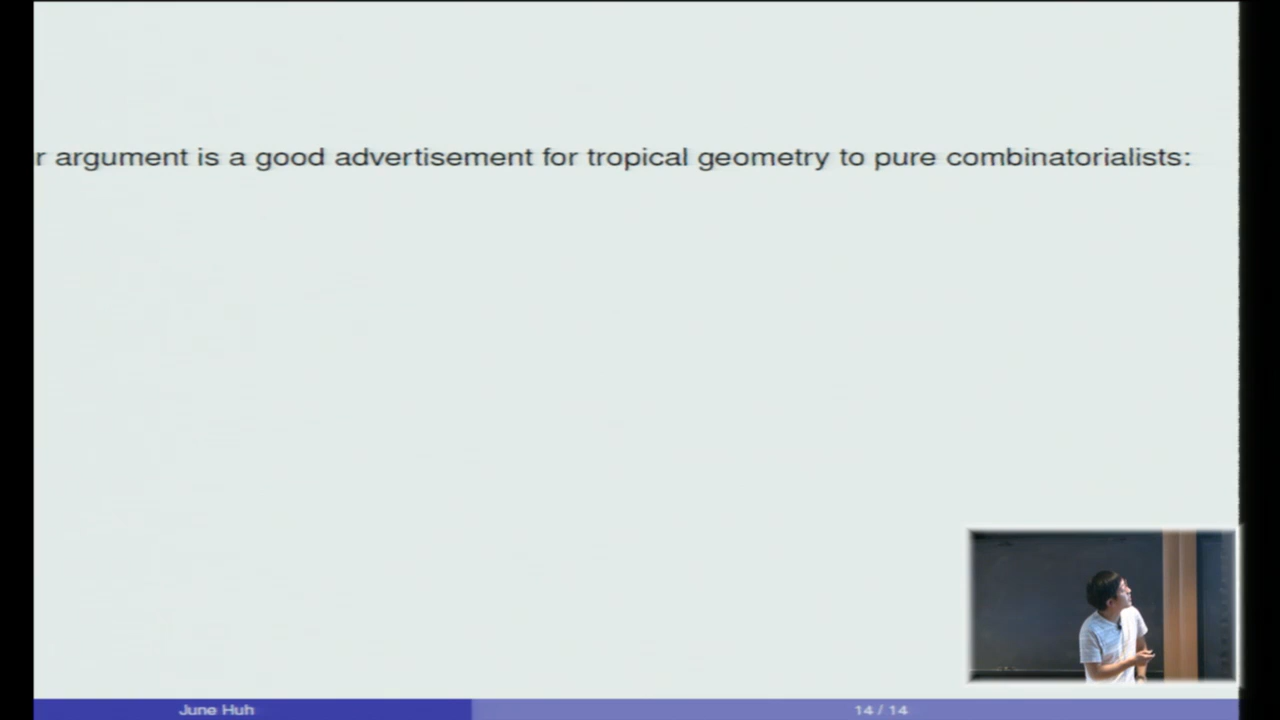 r argument is a good advertisement for tropical geometry to pure combinatorialists:
June Huh
14 / 14